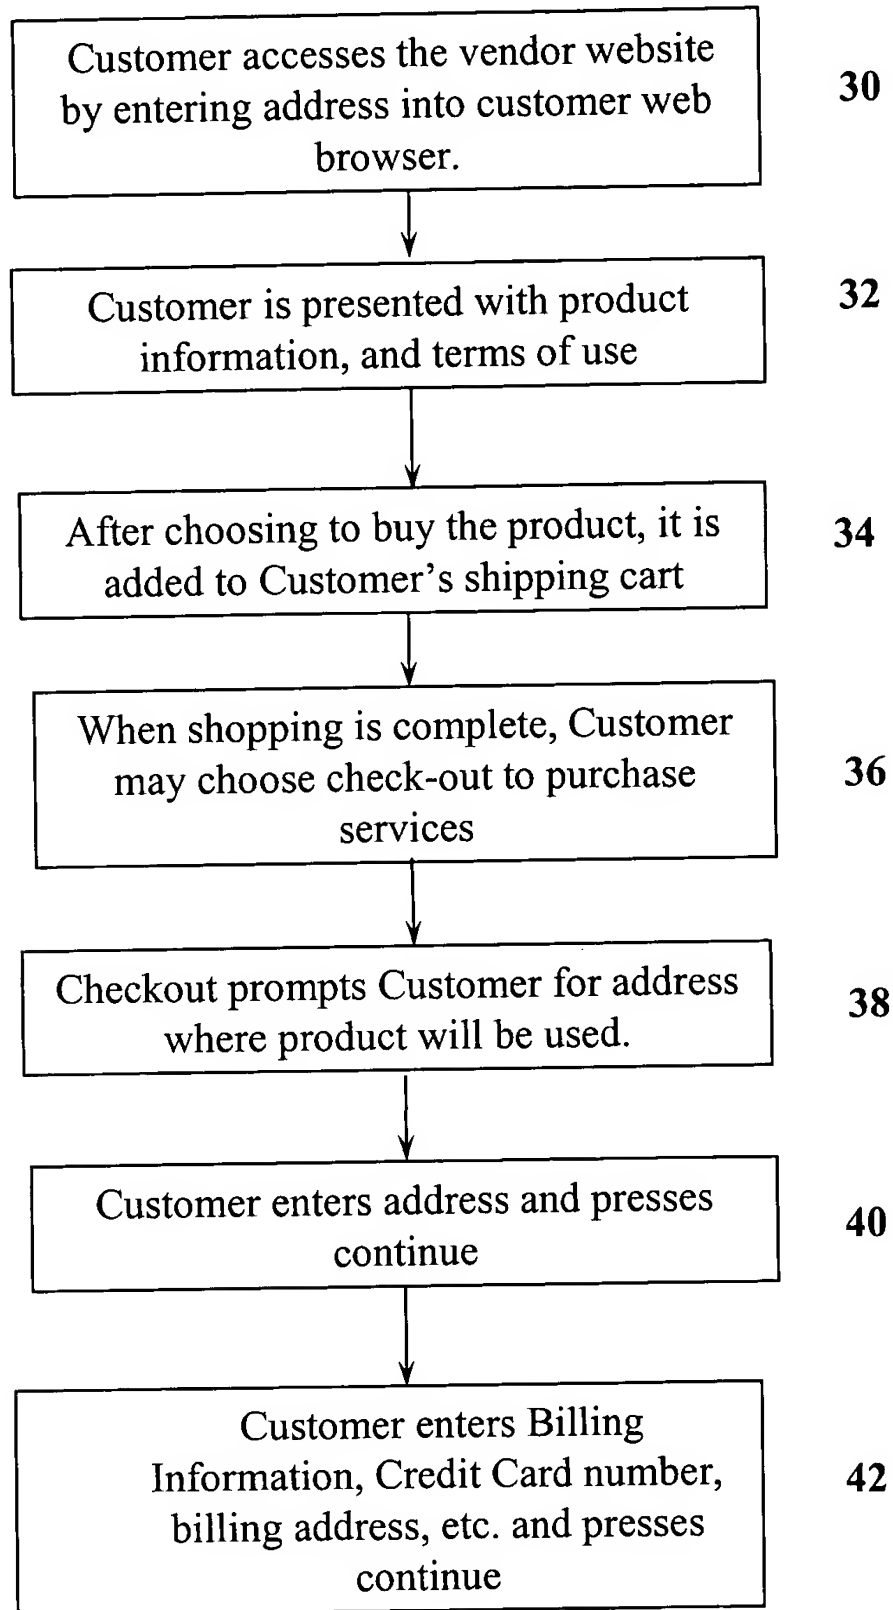 Customer accesses the vendor website
by entering address into customer web
browser.
30
Customer is presented with product
information, and terms of use
32
After choosing to buy the product, it is
added to Customer's shipping cart
34
When shopping is complete, Customer
may choose check-out to purchase
services
36
Checkout prompts Customer for address
where product will be used.
38
Customer enters address and presses
continue
40
Customer enters Billing
Information, Credit Card number,
billing address, etc. and presses
continue
42